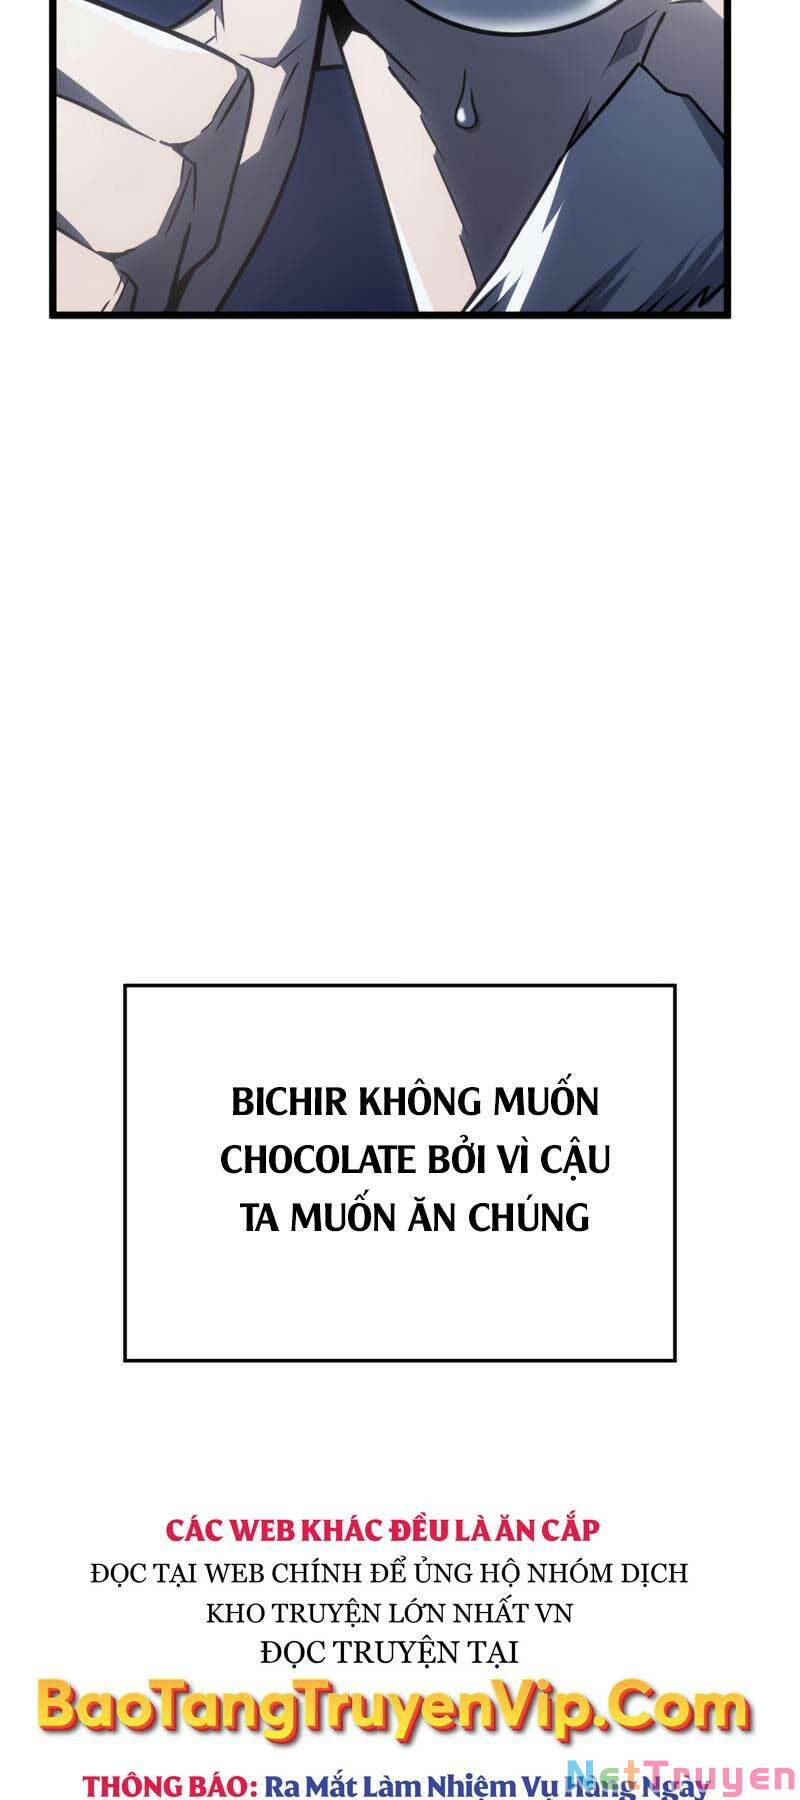 BICHIR KHÔNG MUỐN
CHOCOLATE BỞI VÌ CẬU
TA MUỐN ĂN CHÚNG
CÁC WEB KHÁC ĐỀU LÀ ĂN CẮP
ĐỌC TẠI WEB CHÍNH ĐỂ ỦNG HỘ NHÓM DỊCH
KHO TRUYỆN LỚN NHẤT VN
ĐỌC TRUYỆN TẠI
BaoTangTruyenVip.Com
NetTruyen
THÔNG BÁO: Ra Mắt Làm Nhiệm Vụ Hàng Ngày